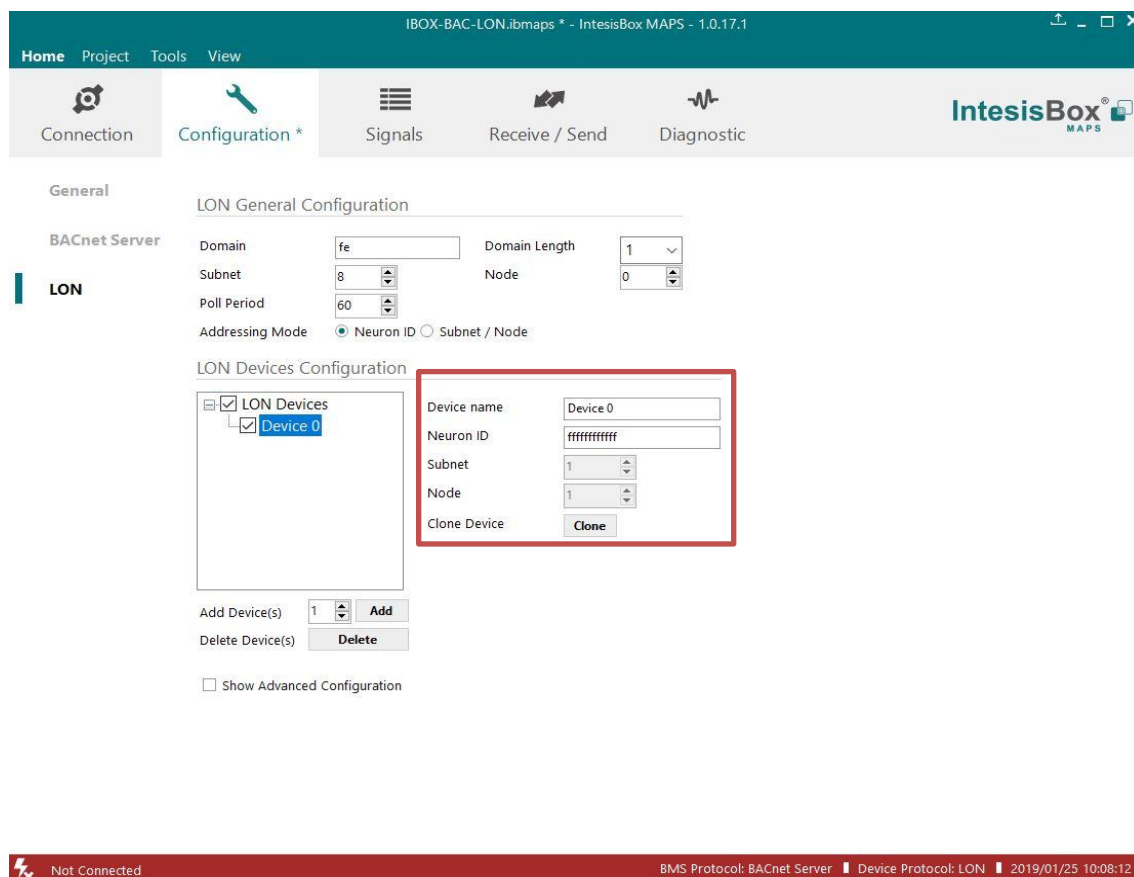 IBOX-BAC-LON.ibmaps * - IntesisBox MAPS - 1.0.17.1
Home Project Tools View
Connection Configuration * Signals Receive / Send Diagnostic
IntesisBox® MAPS
General
BACnet Server
LON
LON General Configuration
Domain fe Domain Length 1
Subnet 8 Node 0
Poll Period 60
Addressing Mode Neuron ID Subnet / Node
LON Devices Configuration
LON Devices
Device 0
Device name Device 0
Neuron ID ffffffffffff
Subnet 1
Node 1
Clone Device Clone
Add Device(s) 1 Add
Delete Device(s) Delete
Show Advanced Configuration
Not Connected BMS Protocol: BACnet Server Device Protocol: LON 2019/01/25 10:08:12